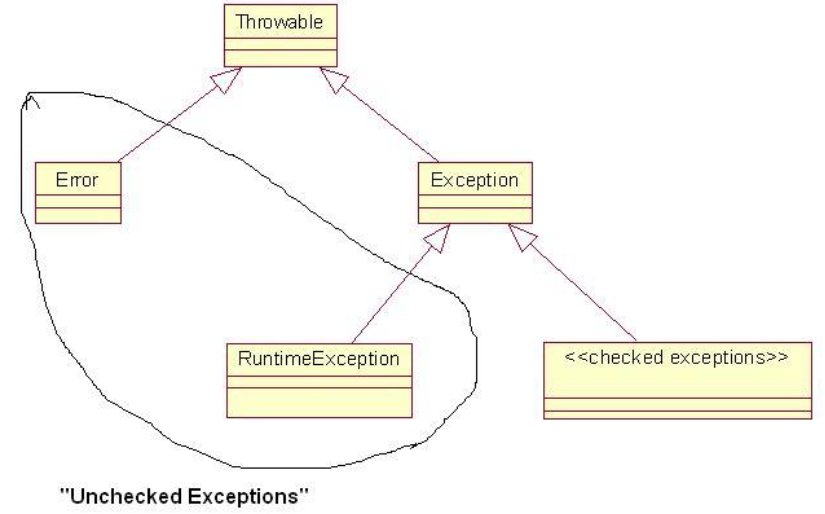 Throwable
Error
Exception
RuntimeException
<<checked exceptions>>
"Unchecked Exceptions"